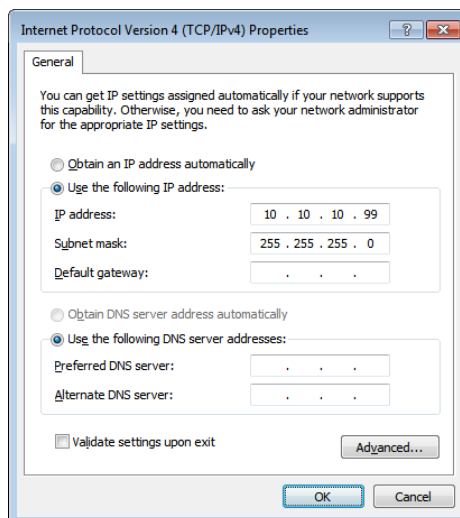 Internet Protocol Version 4 (TCP/IPv4) Properties
General
You can get IP settings assigned automatically if your network supports
this capability. Otherwise, you need to ask your network administrator
for the appropriate IP settings.
Obtain an IP address automatically
Use the following IP address:
IP address: 10 . 10 . 10 . 99
Subnet mask: 255 . 255 . 255 . 0
Default gateway: . . .
Obtain DNS server address automatically
Use the following DNS server addresses:
Preferred DNS server: . . .
Alternate DNS server: . . .
Validate settings upon exit
Advanced...
OK Cancel